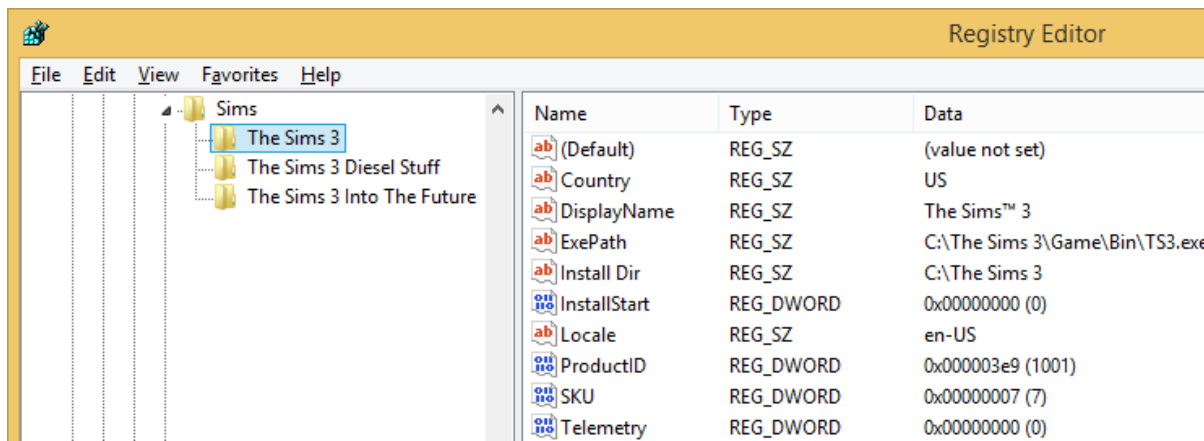 Registry Editor
File Edit View Favorites Help
Sims
The Sims 3
The Sims 3 Diesel Stuff
The Sims 3 Into The Future
Name Type Data
(Default) REG_SZ (value not set)
Country REG_SZ US
DisplayName REG_SZ The Sims™ 3
ExePath REG_SZ C:\The Sims 3\Game\Bin\TS3.exe
Install Dir REG_SZ C:\The Sims 3
InstallStart REG_DWORD 0x00000000 (0)
Locale REG_SZ en-US
ProductID REG_DWORD 0x000003e9 (1001)
SKU REG_DWORD 0x00000007 (7)
Telemetry REG_DWORD 0x00000000 (0)